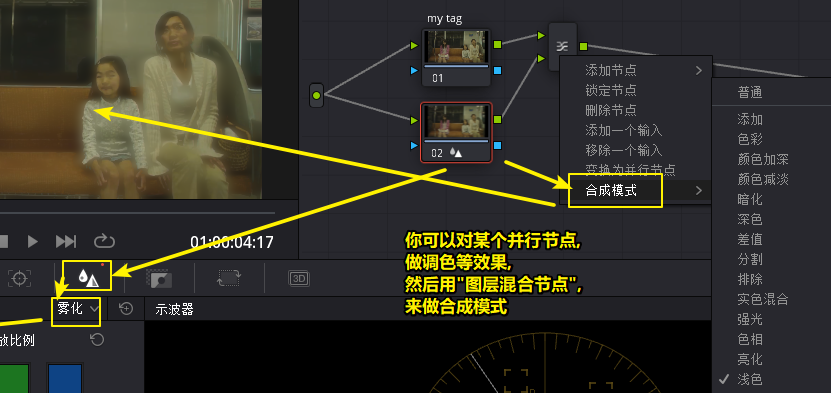 my tag
01
02
添加节点
锁定节点
删除节点
添加一个输入
移除一个输入
变换为并行节点
合成模式
普通
添加
色彩
颜色加深
颜色减淡
暗化
深色
差值
分割
排除
实色混合
强光
色相
亮化
浅色
01:00:04:17
你可以对某个并行节点,
做调色等效果,
然后用"图层混合节点",
来做合成模式
3D
雾化
示波器
放比例